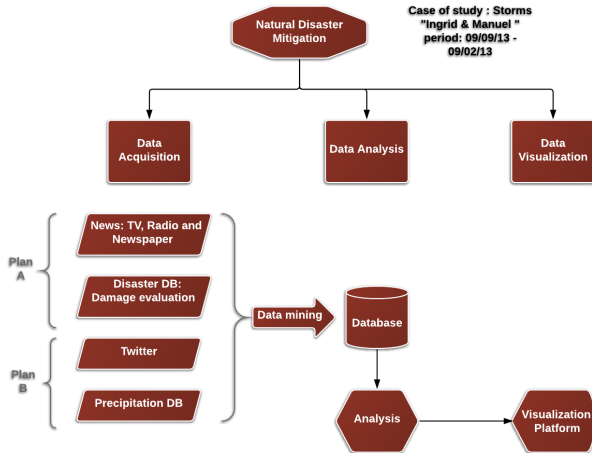 Natural Disaster
Mitigation
Case of study : Storms
"Ingrid & Manuel "
period: 09/09/13 -
09/02/13
Data
Acquisition
Data Analysis
Data
Visualization
Plan
A
News: TV, Radio and
Newspaper
Disaster DB:
Damage evaluation
Plan
B
Twitter
Precipitation DB
Data mining
Database
Analysis
Visualization
Platform